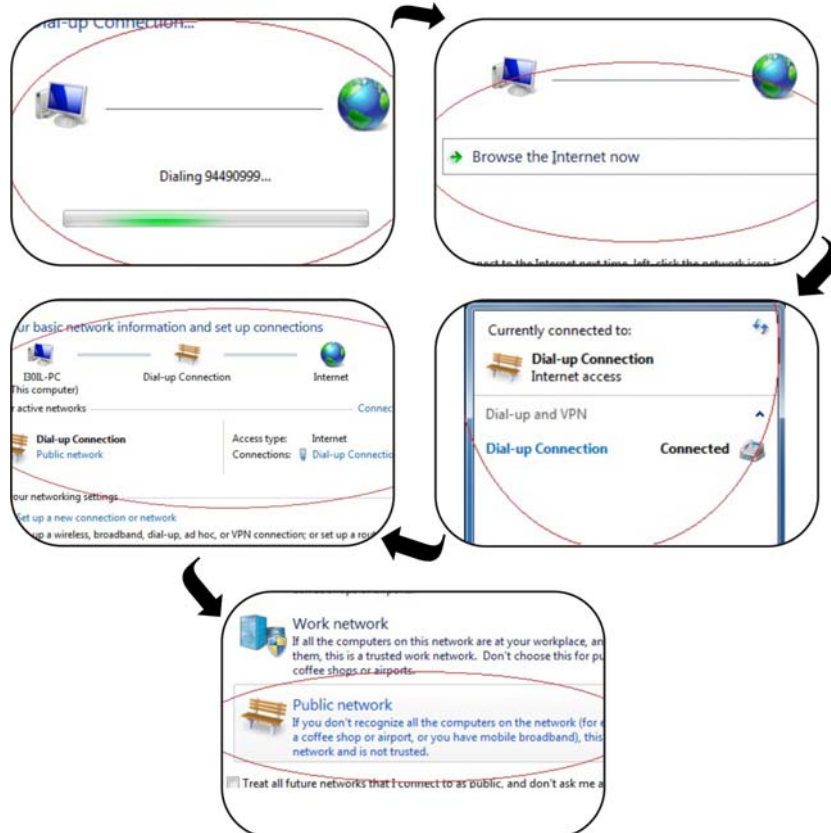 Dial-up Connection...
Dialing 94490999...
Browse the Internet now
connect to the Internet next time, left-click the network icon
Currently connected to:
Dial-up Connection
Internet access
Dial-up and VPN
Dial-up Connection Connected
ur basic network information and set up connections
Dial-up Connection Internet
This computer)
r active networks Connec
Dial-up Connection Access type: Internet
Public network Connections: Dial-up Connectio
our networking settings
Set up a new connection or network
up a wireless, broadband, dial-up, ad hoc, or VPN connection; or set up a rou
Work network
If all the computers on this network are at your workplace, an
them, this is a trusted work network. Don't choose this for pu
coffee shops or airports.
Public network
If you don't recognize all the computers on the network (for e
a coffee shop or airport, or you have mobile broadband), this
network and is not trusted.
Treat all future networks that I connect to as public, and don't ask me a